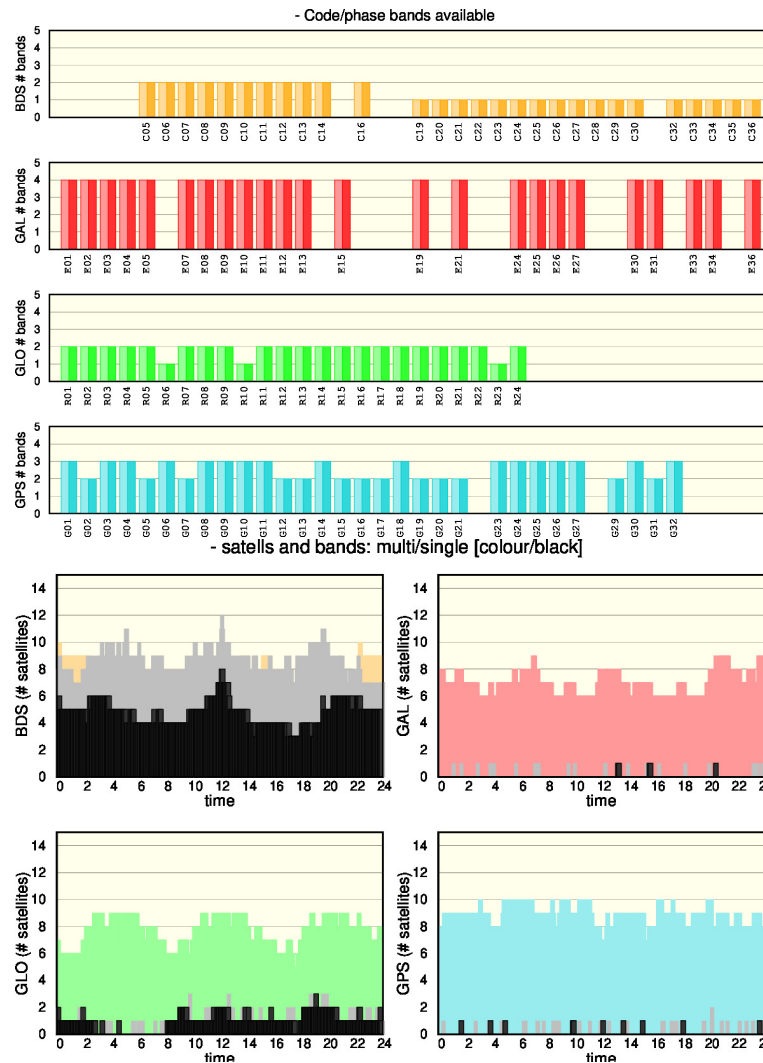 - Code/phase bands available
BDS # bands
5
4
3
2
1
0
C05 C06 C07 C08 C09 C10 C11 C12 C13 C14 C16 C19 C20 C21 C22 C23 C24 C25 C26 C27 C28 C29 C30 C32 C33 C34 C35 C36
GAL # bands
5
4
3
2
1
0
E01 E02 E03 E04 E05 E07 E08 E09 E10 E11 E12 E13 E15 E19 E21 E24 E25 E26 E27 E30 E31 E33 E34 E36
GLO # bands
5
4
3
2
1
0
R01 R02 R03 R04 R05 R06 R07 R08 R09 R10 R11 R12 R13 R14 R15 R16 R17 R18 R19 R20 R21 R22 R23 R24
GPS # bands
5
4
3
2
1
0
G01 G02 G03 G04 G05 G06 G07 G08 G09 G10 G11 G12 G13 G14 G15 G16 G17 G18 G19 G20 G21 G23 G24 G25 G26 G27 G29 G30 G31 G32
- satells and bands: multi/single [colour/black]
BDS (# satellites)
14
12
10
8
6
4
2
0
0 2 4 6 8 10 12 14 16 18 20 22 24
time
GAL (# satellites)
14
12
10
8
6
4
2
0
0 2 4 6 8 10 12 14 16 18 20 22 24
time
GLO (# satellites)
14
12
10
8
6
4
2
0
0 2 4 6 8 10 12 14 16 18 20 22 24
time
GPS (# satellites)
14
12
10
8
6
4
2
0
0 2 4 6 8 10 12 14 16 18 20 22 24
time